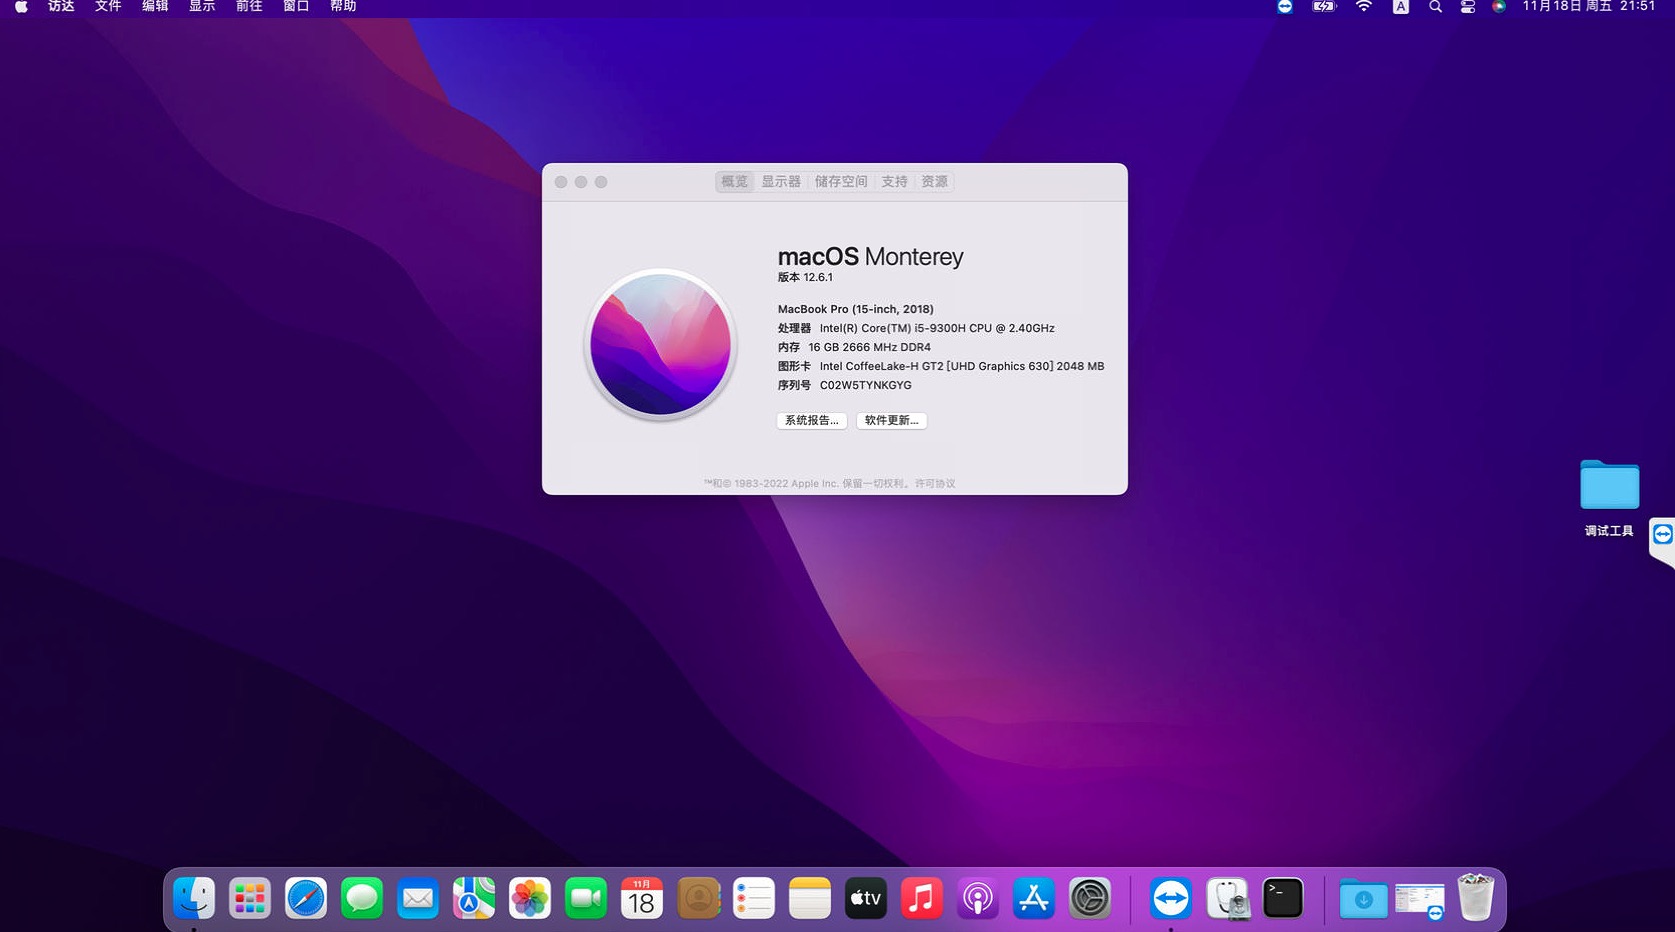 访达 文件 编辑 显示 前往 窗口 帮助 A 11月18日 周五 21:51
概览 显示器 储存空间 支持 资源
macOS Monterey
版本 12.6.1
MacBook Pro (15-inch, 2018)
处理器 Intel(R) Core(TM) i5-9300H CPU @ 2.40GHz
内存 16 GB 2666 MHz DDR4
图形卡 Intel CoffeeLake-H GT2 [UHD Graphics 630] 2048 MB
序列号 C02W5TYNKGYG
系统报告... 软件更新...
™和© 1983-2022 Apple Inc. 保留一切权利。许可协议
调试工具
11月
18
tv
>_